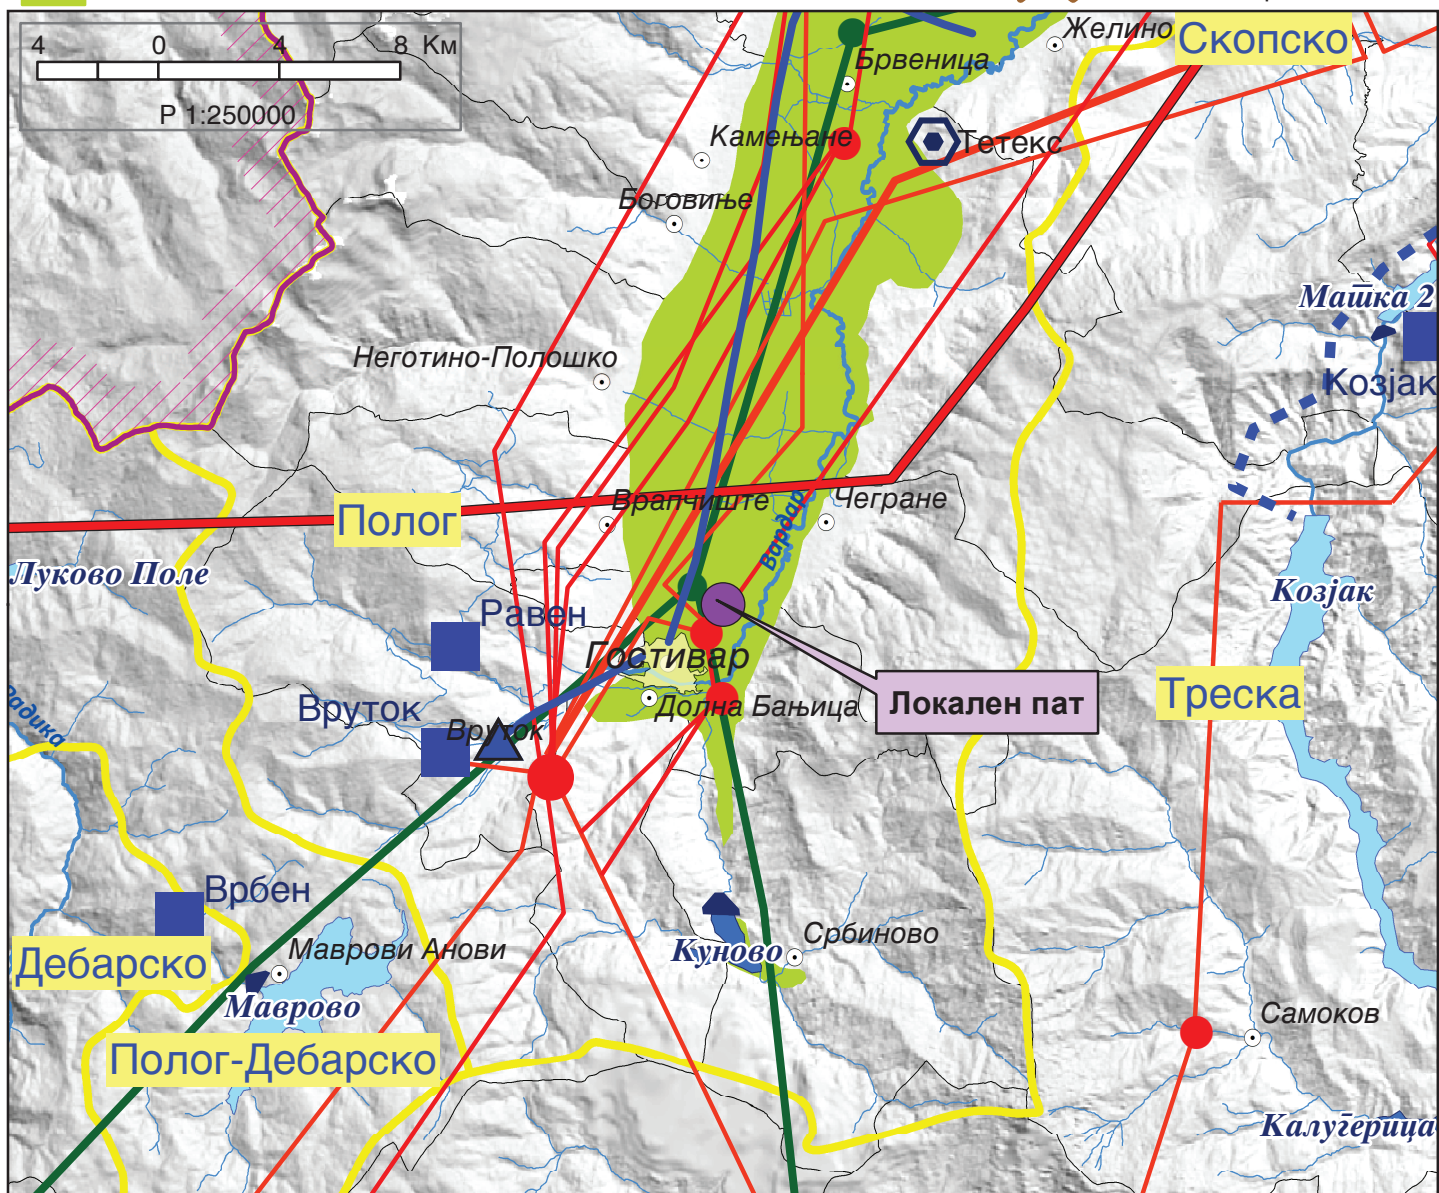 4 0 4 8 Км
Р 1:250000
Желино
Скопско
Брвеница
Камењане
Тетекс
Боговиње
Матка 2
Неготино-Полошко
Козјак
Врапчиште
Чегране
Полог
Вардар
Луково Поле
Козјак
Равен
Гостивар
Треска
Локален пат
Долна Бањица
Вруток
Вруток
Врбен
Србиново
Куново
Маврови Анови
Дебарско
Маврово
Самоков
Полог-Дебарско
Калуѓерица